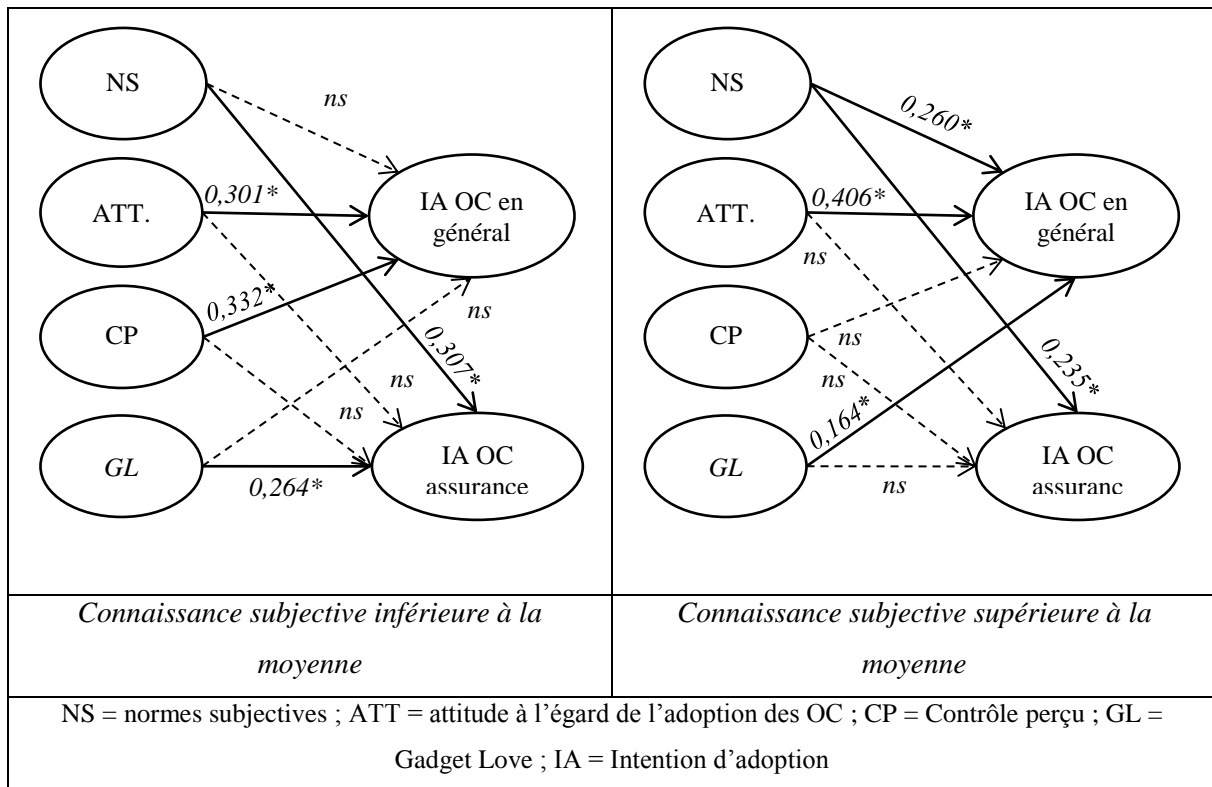 NS
ns
ATT.
0,301*
IA OC en
général
CP
0,332*
ns
0,307*
ns
ns
GL
0,264*
IA OC
assurance
NS
0,260*
ATT.
0,406*
IA OC en
général
ns
CP
ns
ns
0,235*
0,164*
GL
ns
IA OC
assuranc
Connaissance subjective inférieure à la
moyenne
Connaissance subjective supérieure à la
moyenne
NS = normes subjectives ; ATT = attitude à l’égard de l’adoption des OC ; CP = Contrôle perçu ; GL =
Gadget Love ; IA = Intention d’adoption